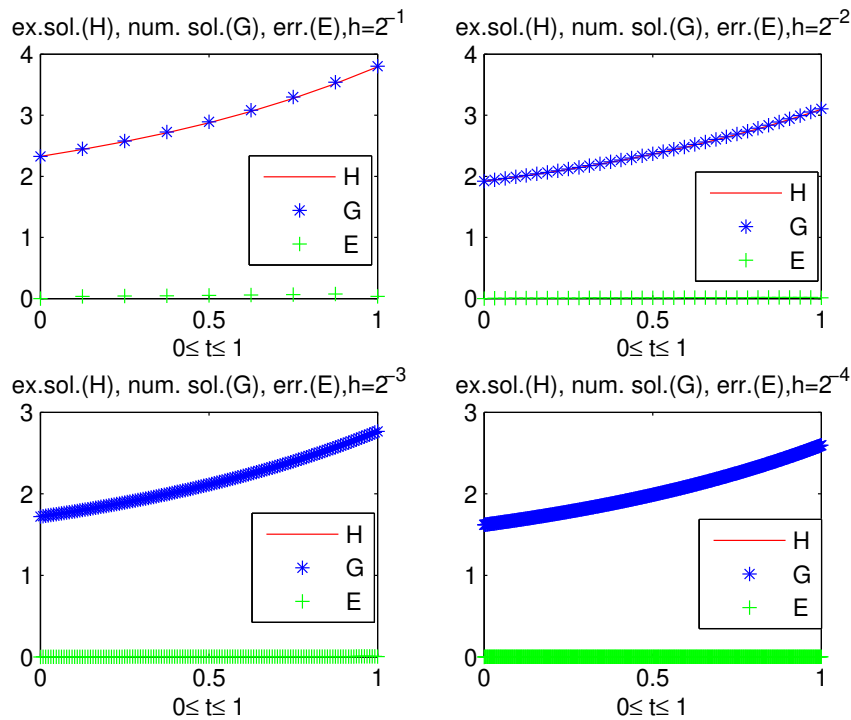 ex.sol.(H), num. sol.(G), err.(E),h=2⁻¹
4
3
2
1
0
0
0.5
1
0≤ t≤ 1
H
G
E
ex.sol.(H), num. sol.(G), err.(E),h=2⁻²
4
3
2
1
0
0
0.5
1
0≤ t≤ 1
H
G
E
ex.sol.(H), num. sol.(G), err.(E),h=2⁻³
3
2
1
0
0
0.5
1
0≤ t≤ 1
H
G
E
ex.sol.(H), num. sol.(G), err.(E),h=2⁻⁴
3
2
1
0
0
0.5
1
0≤ t≤ 1
H
G
E